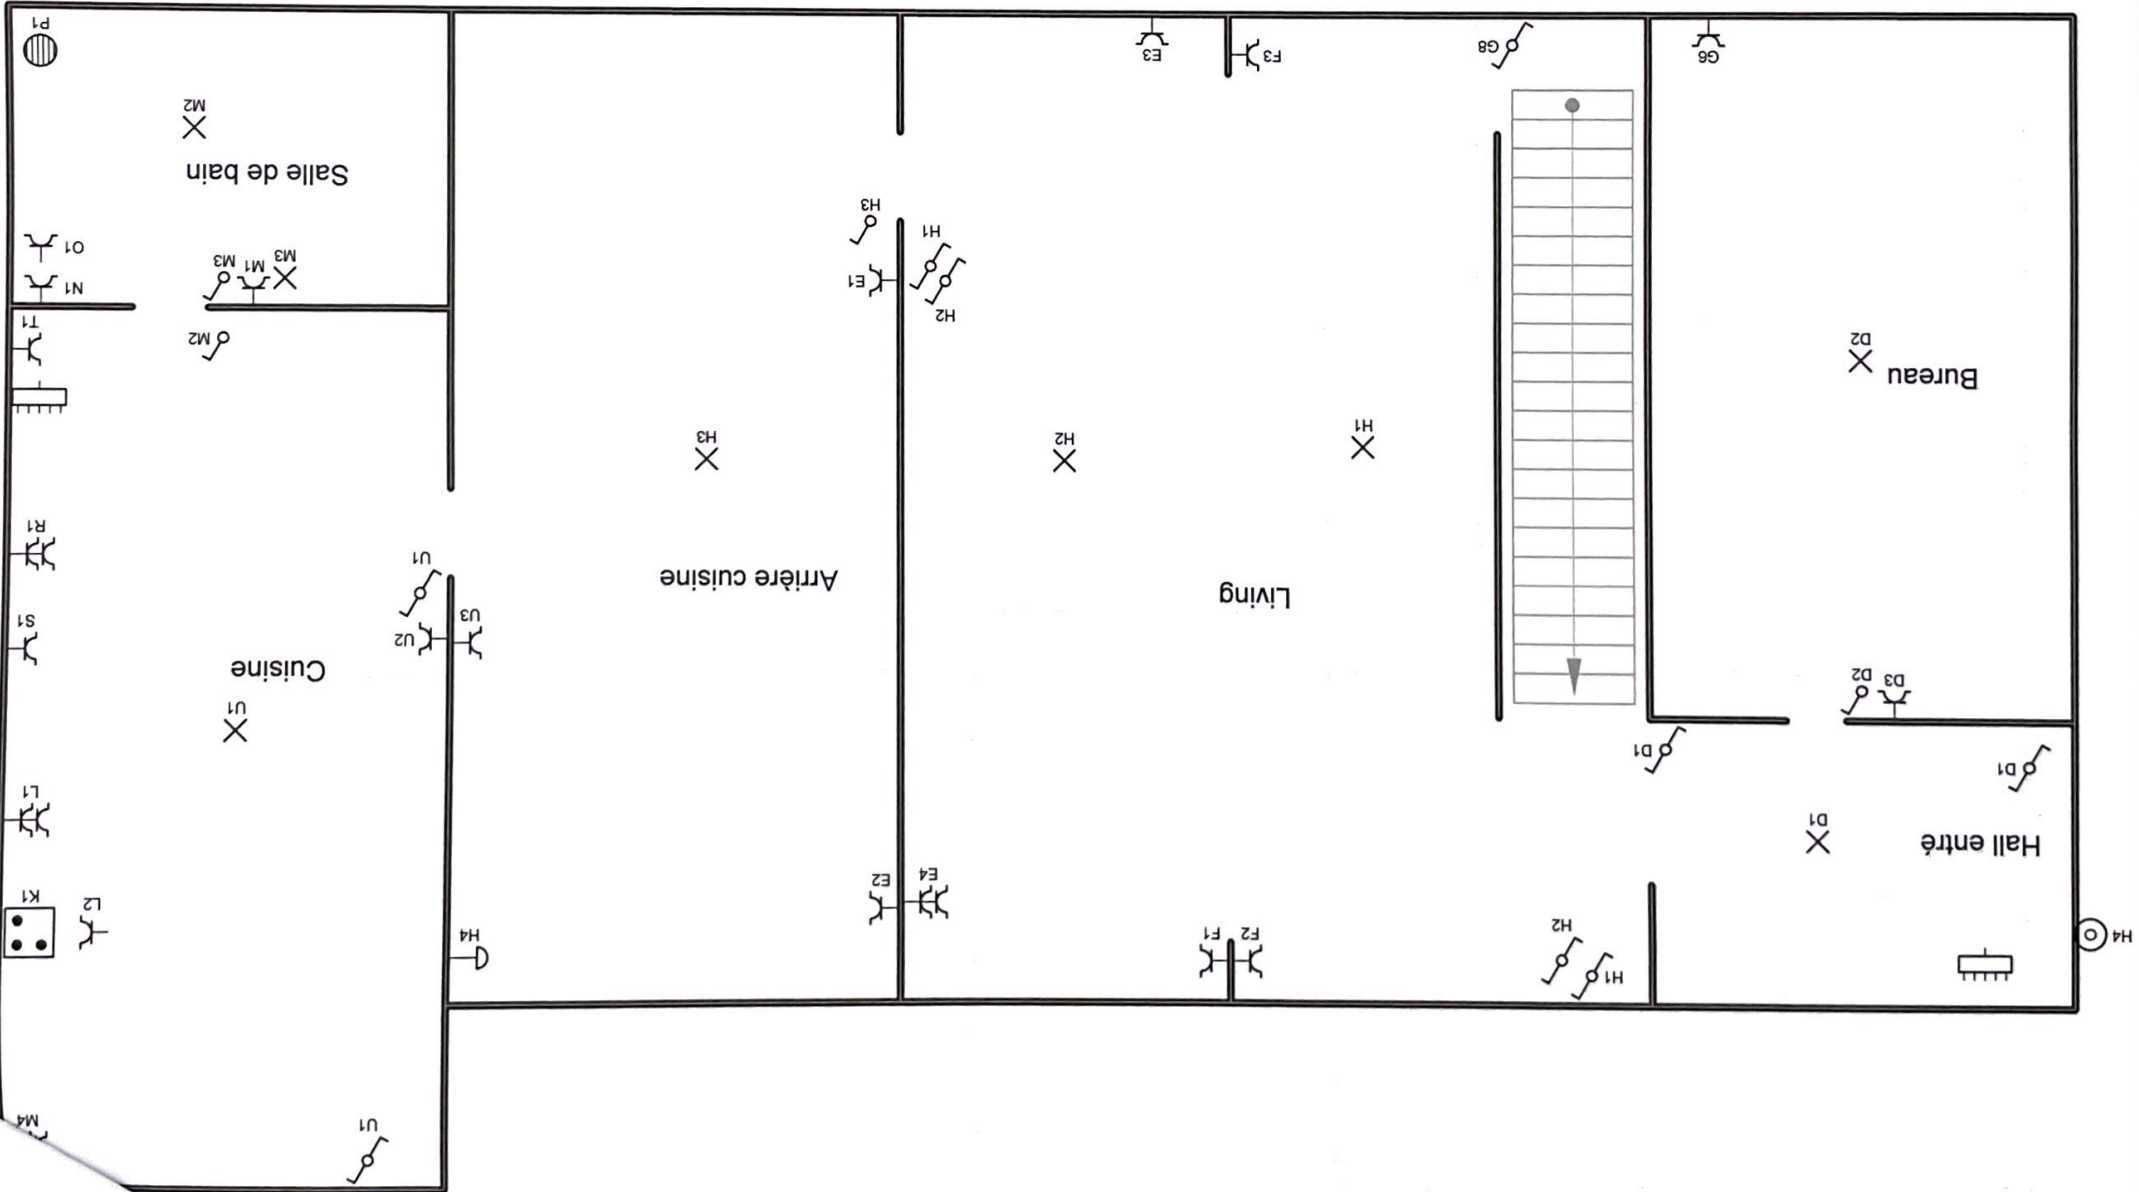 U1
M4
H1
H4
H2
F2
F1
H4
L2
K1
E2
E4
Hall entré
D1
L1
D1
D1
U1
D3
D2
Cuisine
U2
S1
U3
Living
Arrière cuisine
U1
R1
H2
H3
H1
Bureau
D2
M2
T1
H2
N1
E1
M1
M3
M3
O1
H1
H3
Salle de bain
M2
G6
F3
E3
G8
P1